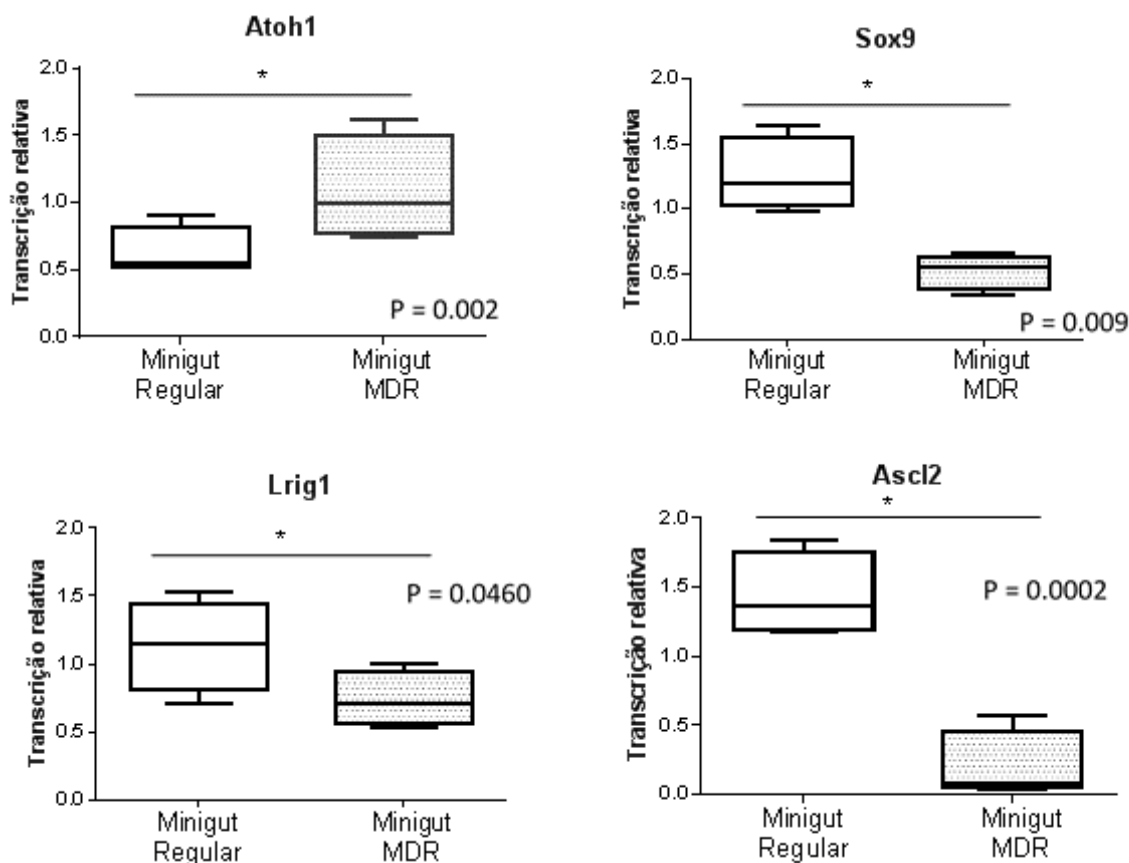 Atoh1
*
2.0
1.5
1.0
0.5
0.0
Transcrição relativa
P = 0.002
Minigut
Regular
Minigut
MDR
Sox9
*
2.0
1.5
1.0
0.5
0.0
Transcrição relativa
P = 0.009
Minigut
Regular
Minigut
MDR
Lrig1
*
2.0
1.5
1.0
0.5
0.0
Transcrição relativa
P = 0.0460
Minigut
Regular
Minigut
MDR
Ascl2
*
2.0
1.5
1.0
0.5
0.0
Transcrição relativa
P = 0.0002
Minigut
Regular
Minigut
MDR